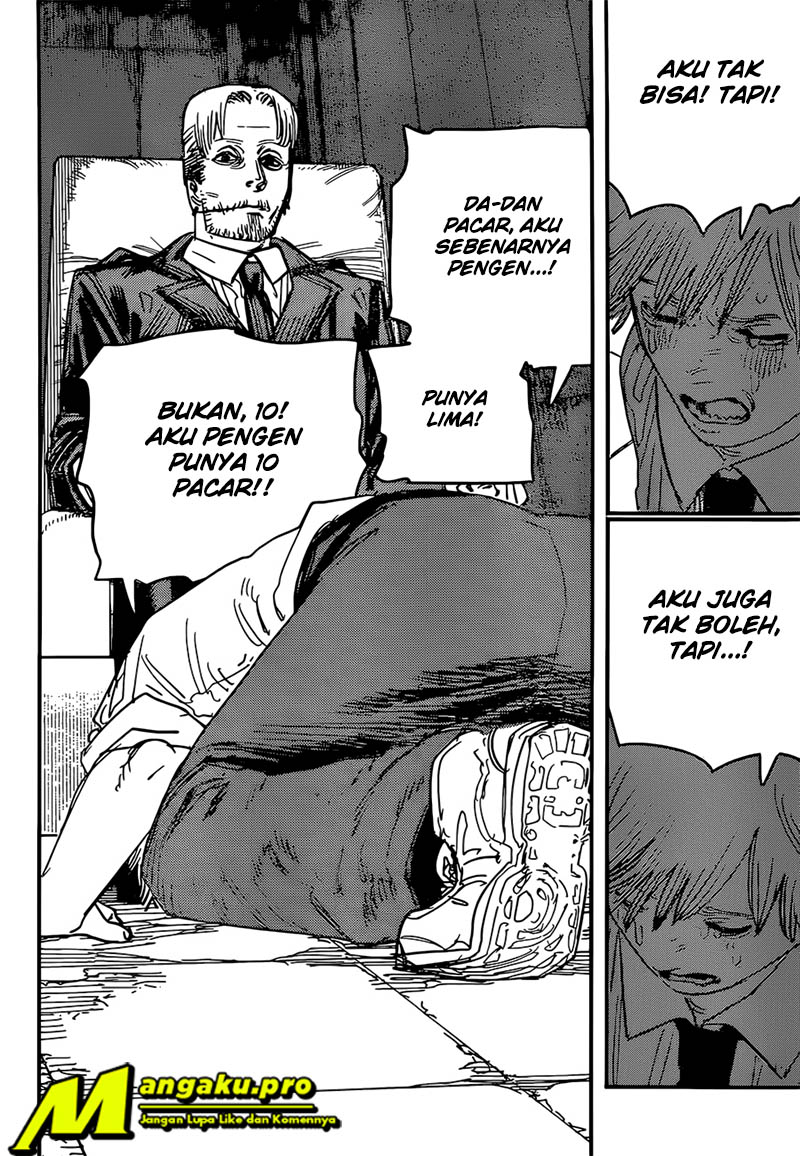 AKU TAK
BISA! TAPI!
AKU JUGA
TAK BOLEH,
TAPI...!
DA-DAN
PACAR, AKU
SEBENARNYA
PENGEN...!
PUNYA
LIMA!
BUKAN, 10!
AKU PENGEN
PUNYA 10
PACAR!!
Mangaku.pro
Jangan Lupa Like dan Komennya